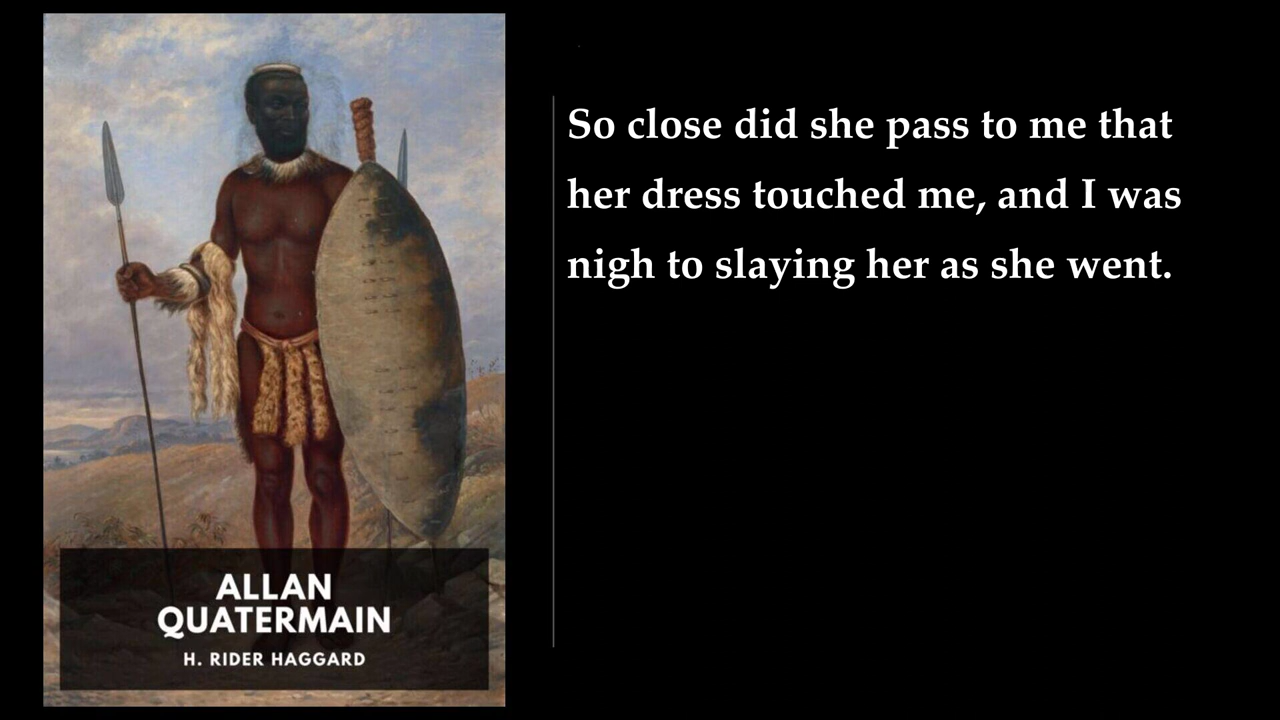 So close did she pass to me that
her dress touched me, and I was
nigh to slaying her as she went.
ALLAN
QUATERMAIN
H. RIDER HAGGARD